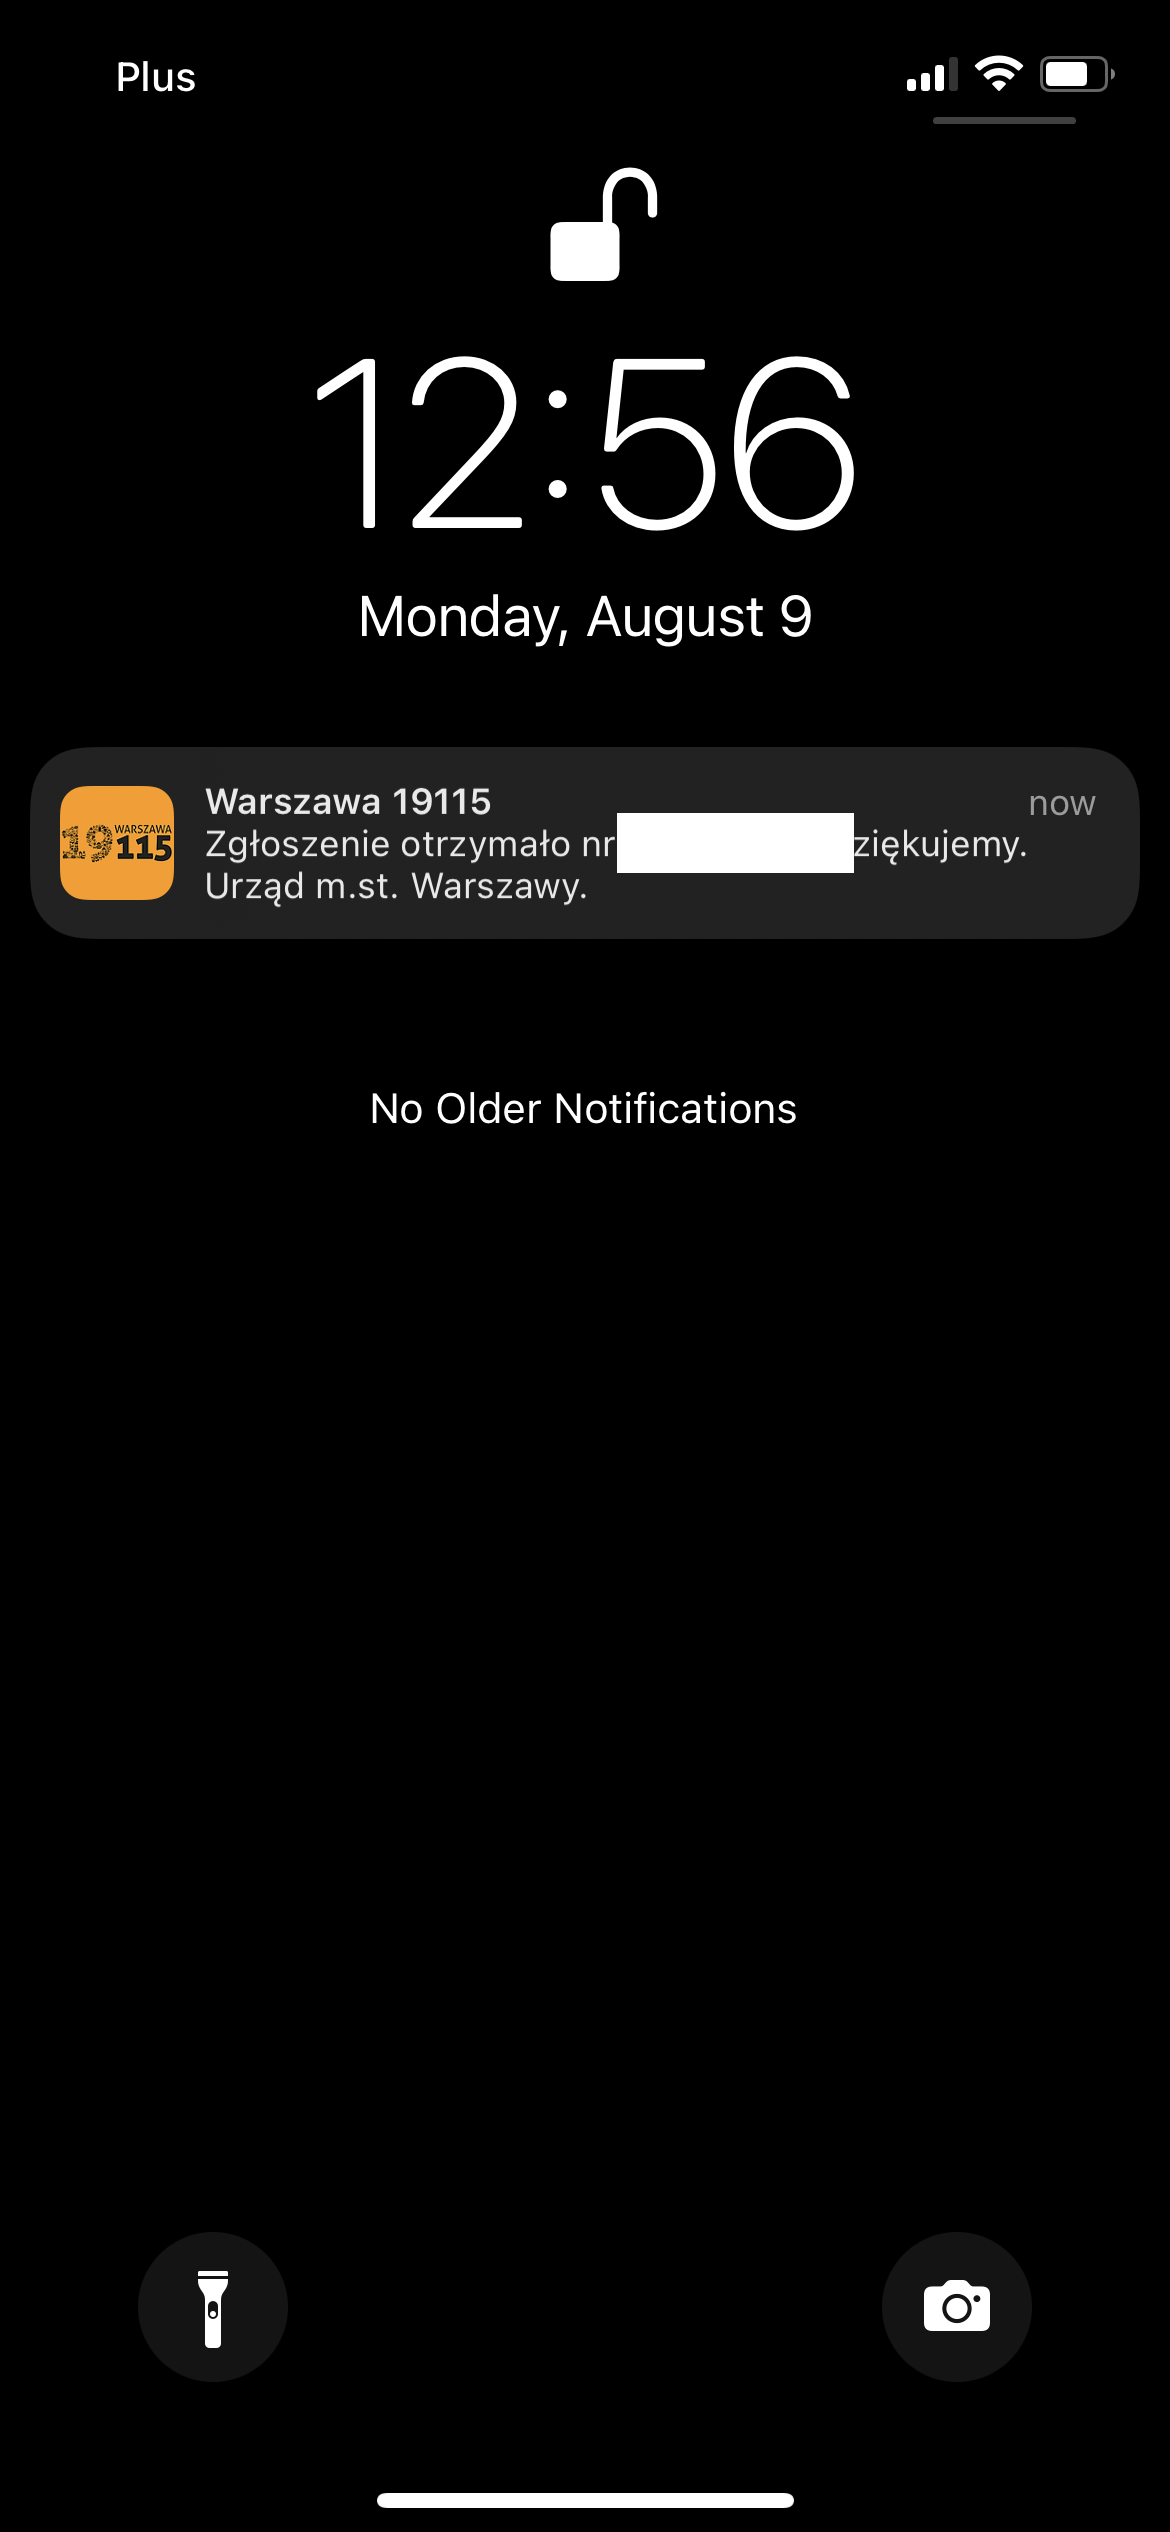 Plus
12:56
Monday, August 9
19 WARSZAWA
115
Warszawa 19115
now
Zgłoszenie otrzymało nr ziękujemy.
Urząd m.st. Warszawy.
No Older Notifications